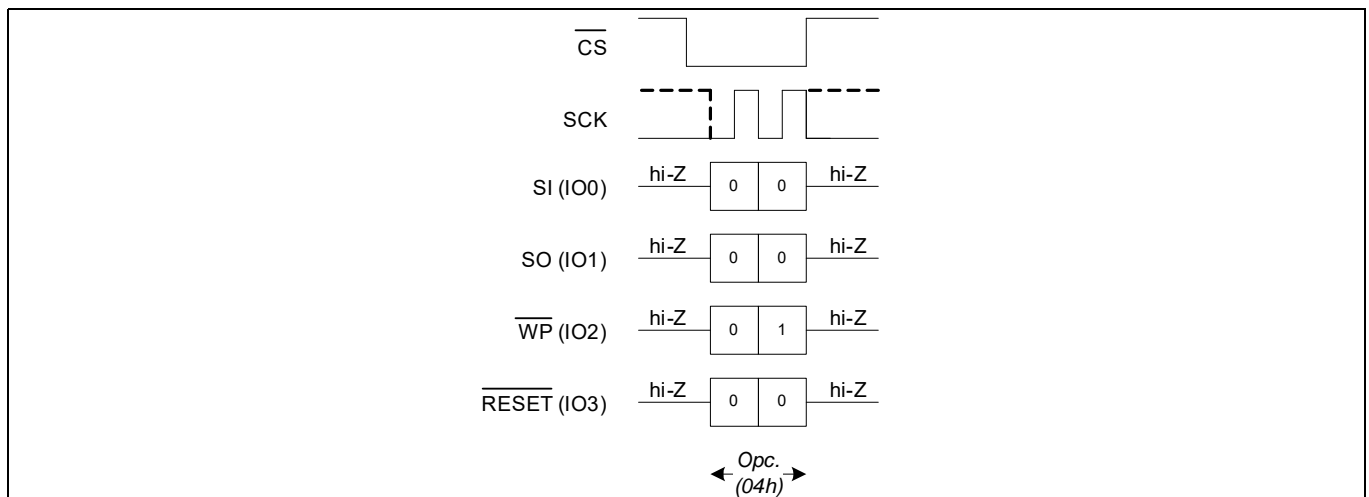 CS
SCK
hi-Z 0 0 hi-Z
SI (IO0)
hi-Z 0 0 hi-Z
SO (IO1)
hi-Z 0 1 hi-Z
WP (IO2)
hi-Z 0 0 hi-Z
RESET (IO3)
Opc.
(04h)